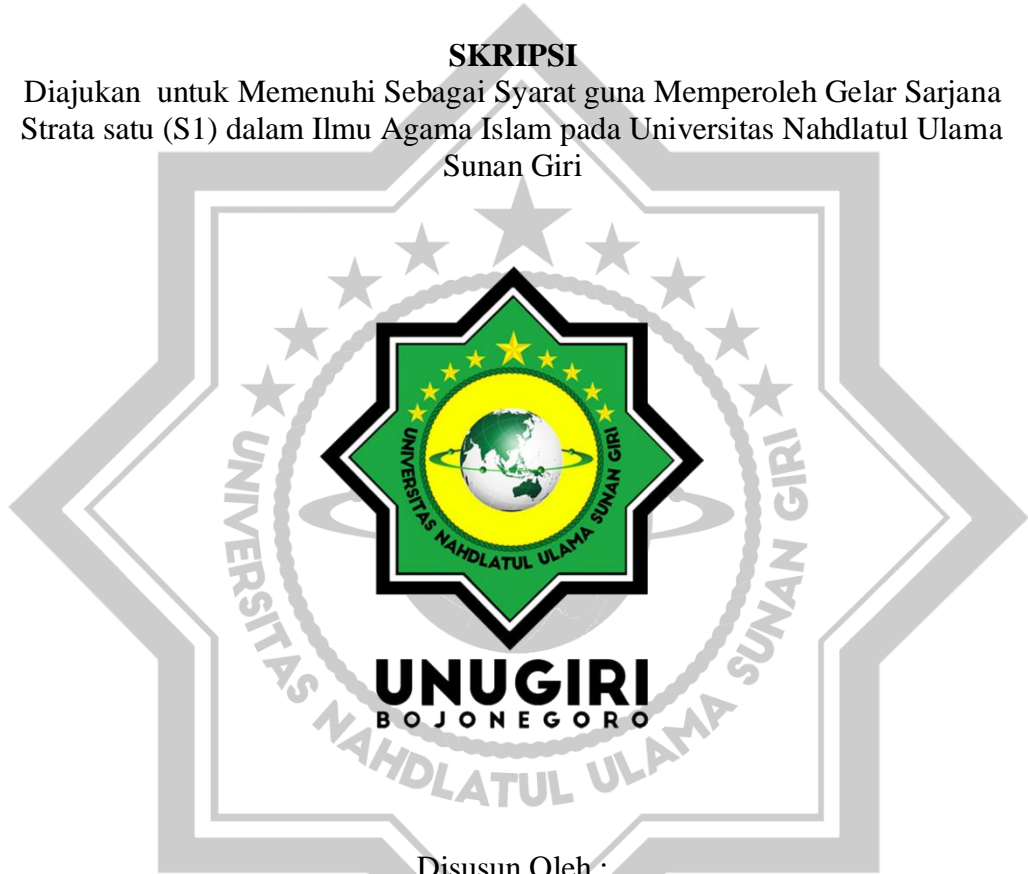 SKRIPSI
Diajukan untuk Memenuhi Sebagai Syarat guna Memperoleh Gelar Sarjana
Strata satu (S1) dalam Ilmu Agama Islam pada Universitas Nahdlatul Ulama
Sunan Giri
UNIVERSITAS NAHDLATUL ULAMA SUNAN GIRI
UNIVERSITAS NAHDLATUL ULAMA SUNAN GIRI
UNUGIRI
BOJONEGORO
Disusun Oleh :